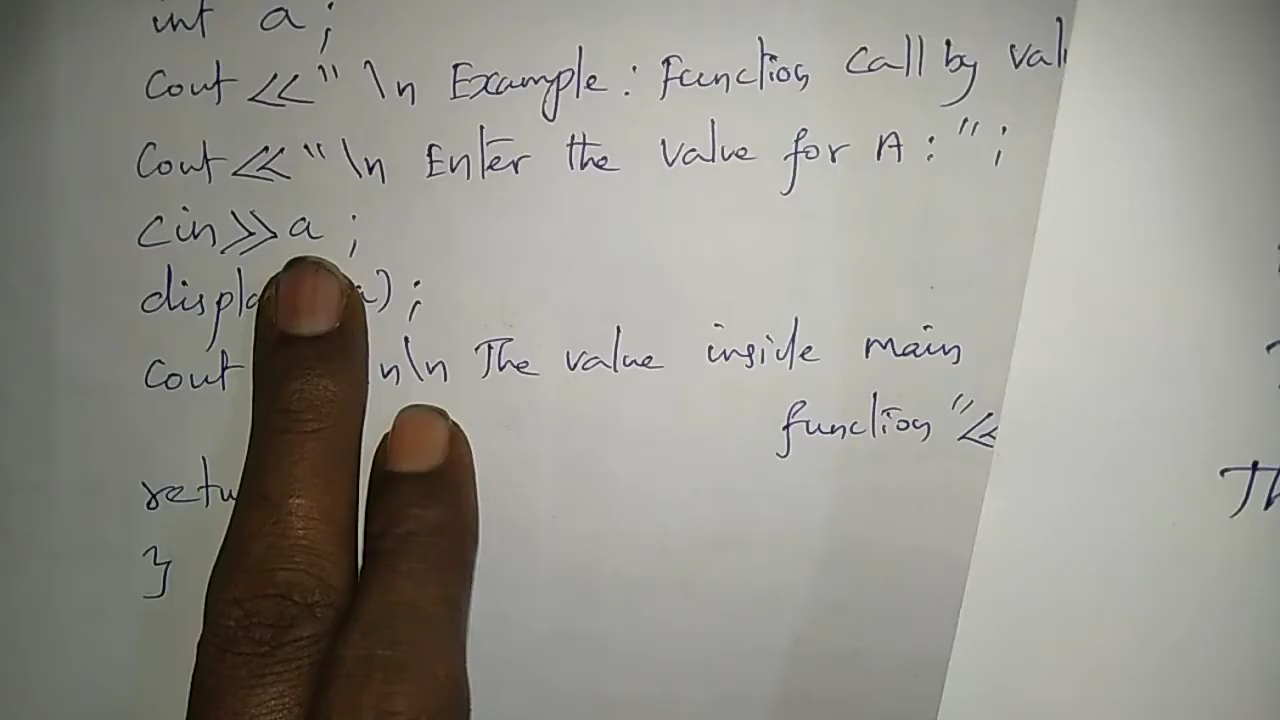 int a;
Cout <<"\n Example: Function Call by val
Cout <<"\n Enter the Value for A : ";
Cin>>a;
a);
Cout n\n The value inside main
function"<<
}
Th